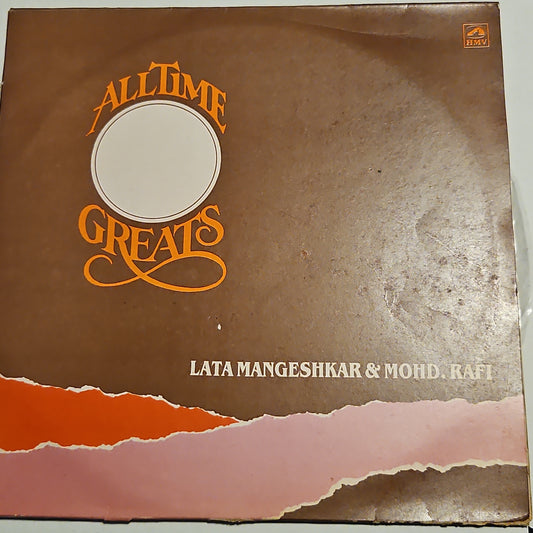 HMV
ALL TIME
GREATS
LATA MANGESHKAR & MOHD. RAFI